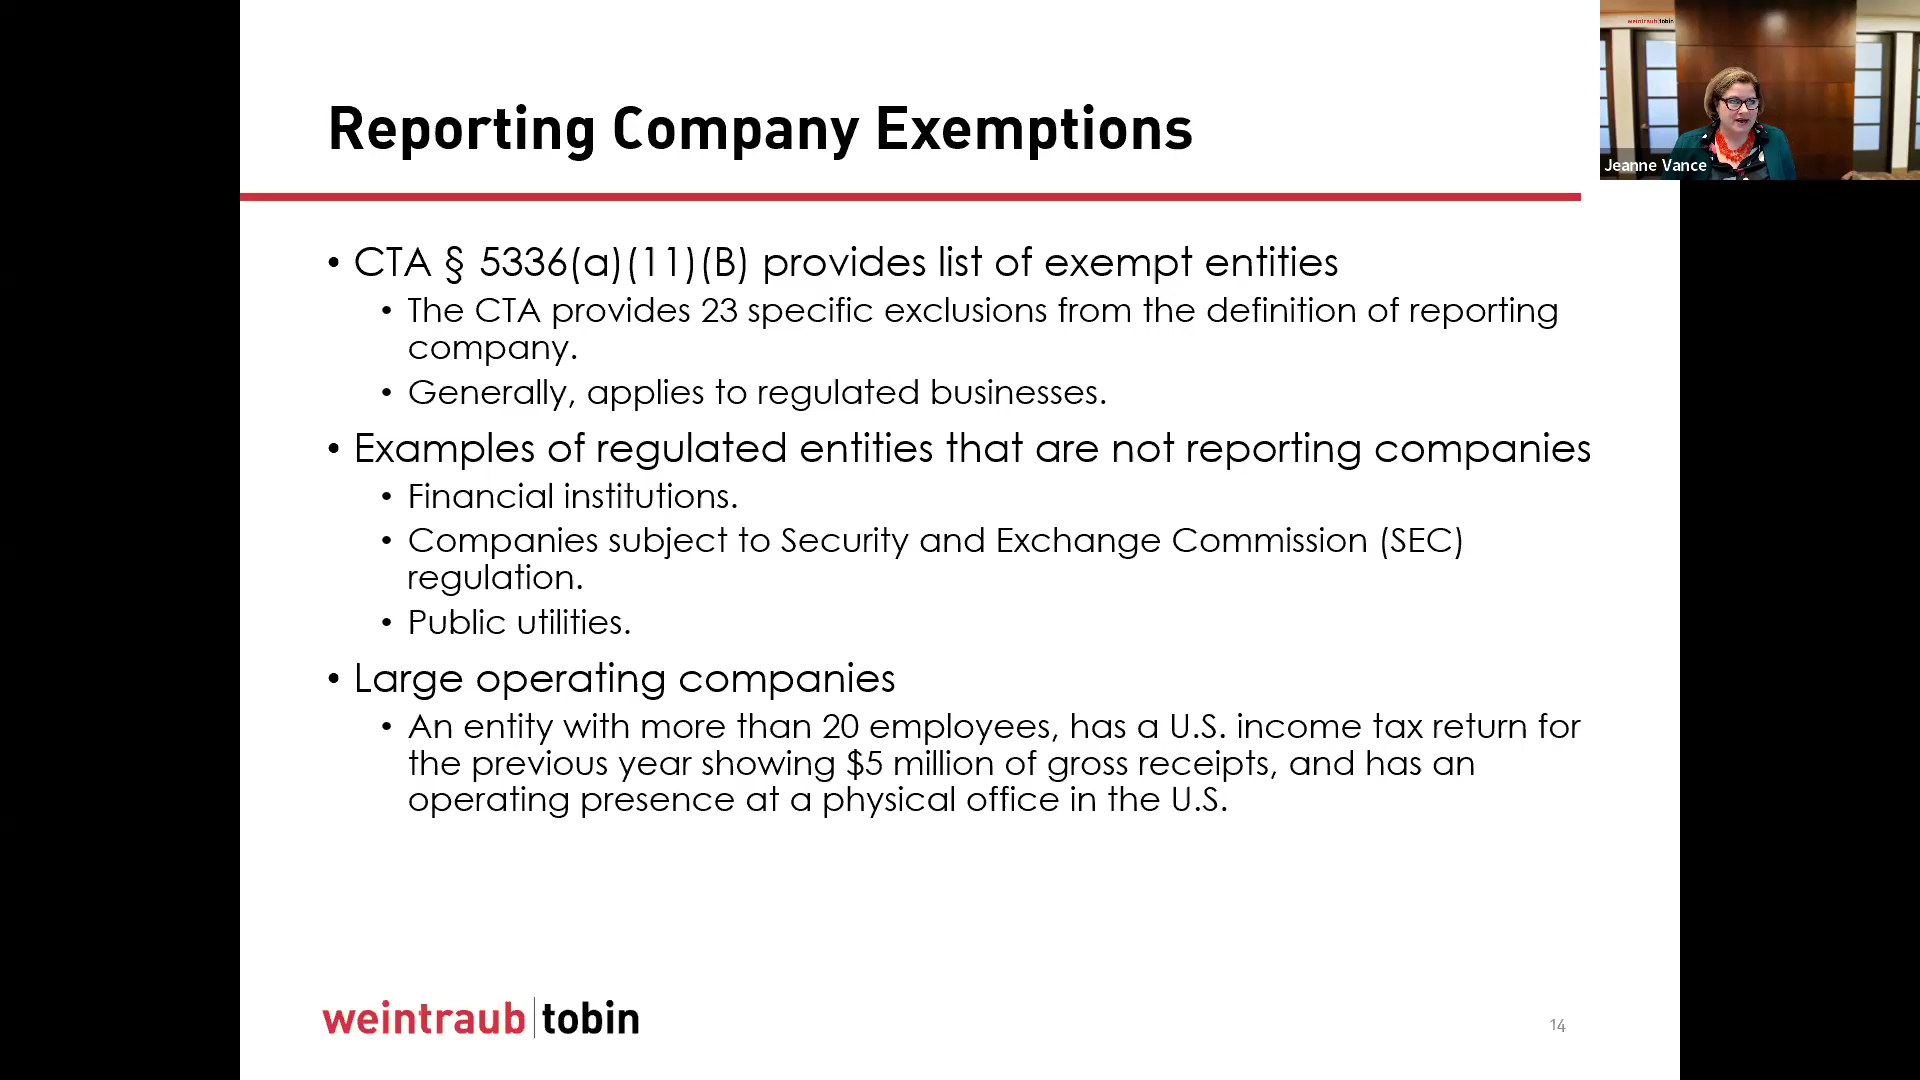 weintraub tobin
Jeanne Vance
Reporting Company Exemptions
• CTA § 5336(a)(11)(B) provides list of exempt entities
• The CTA provides 23 specific exclusions from the definition of reporting
company.
• Generally, applies to regulated businesses.
• Examples of regulated entities that are not reporting companies
• Financial institutions.
• Companies subject to Security and Exchange Commission (SEC)
regulation.
• Public utilities.
• Large operating companies
• An entity with more than 20 employees, has a U.S. income tax return for
the previous year showing $5 million of gross receipts, and has an
operating presence at a physical office in the U.S.
weintraub tobin
14